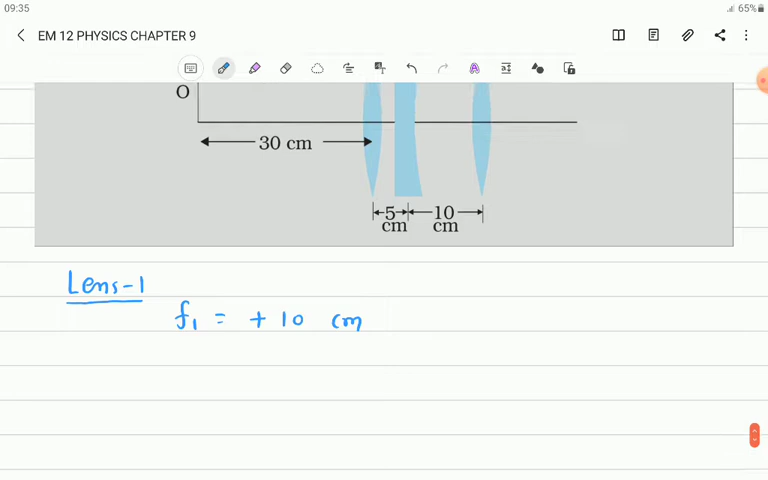 09:35 65%
EM 12 PHYSICS CHAPTER 9
O
30 cm
5 cm 10 cm
Lens-1
f₁ = + 10 cm